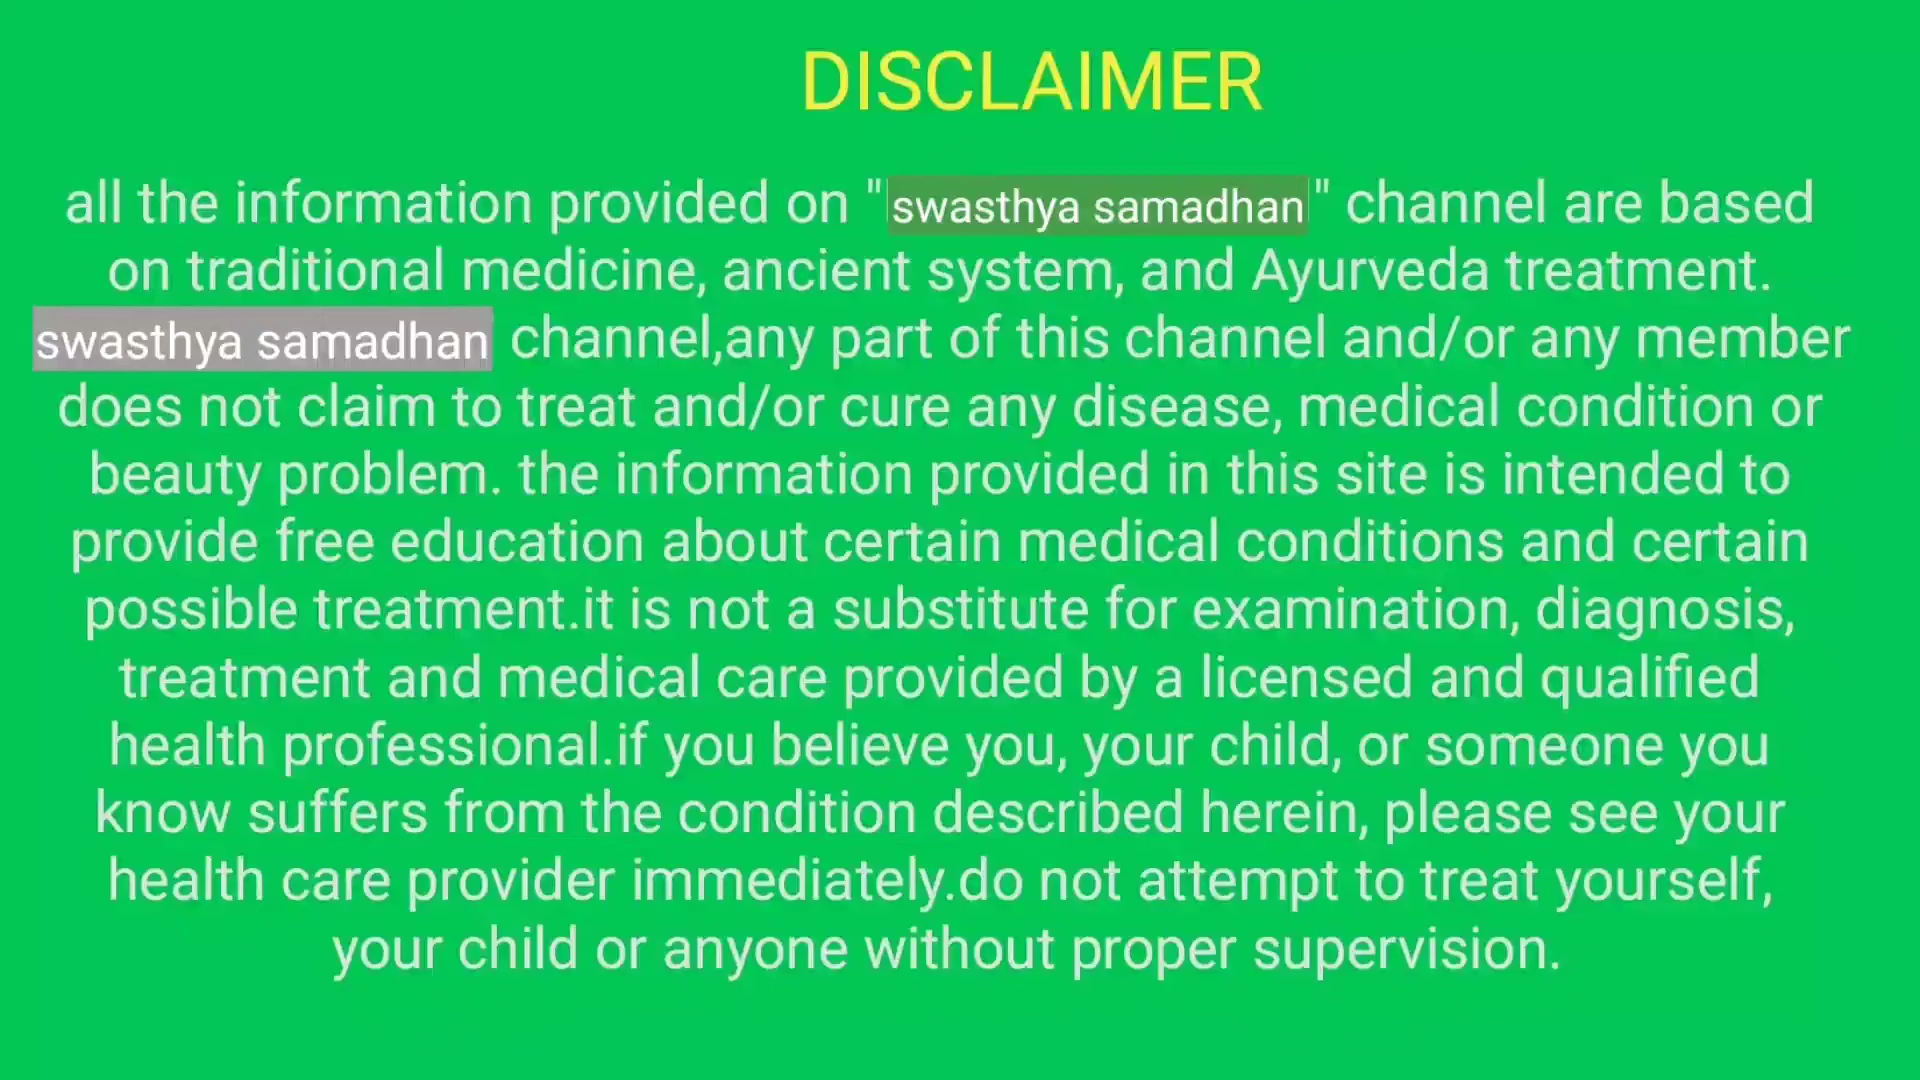 DISCLAIMER
all the information provided on "swasthya samadhan" channel are based
on traditional medicine, ancient system, and Ayurveda treatment.
swasthya samadhan channel,any part of this channel and/or any member
does not claim to treat and/or cure any disease, medical condition or
beauty problem. the information provided in this site is intended to
provide free education about certain medical conditions and certain
possible treatment.it is not a substitute for examination, diagnosis,
treatment and medical care provided by a licensed and qualified
health professional.if you believe you, your child, or someone you
know suffers from the condition described herein, please see your
health care provider immediately.do not attempt to treat yourself,
your child or anyone without proper supervision.